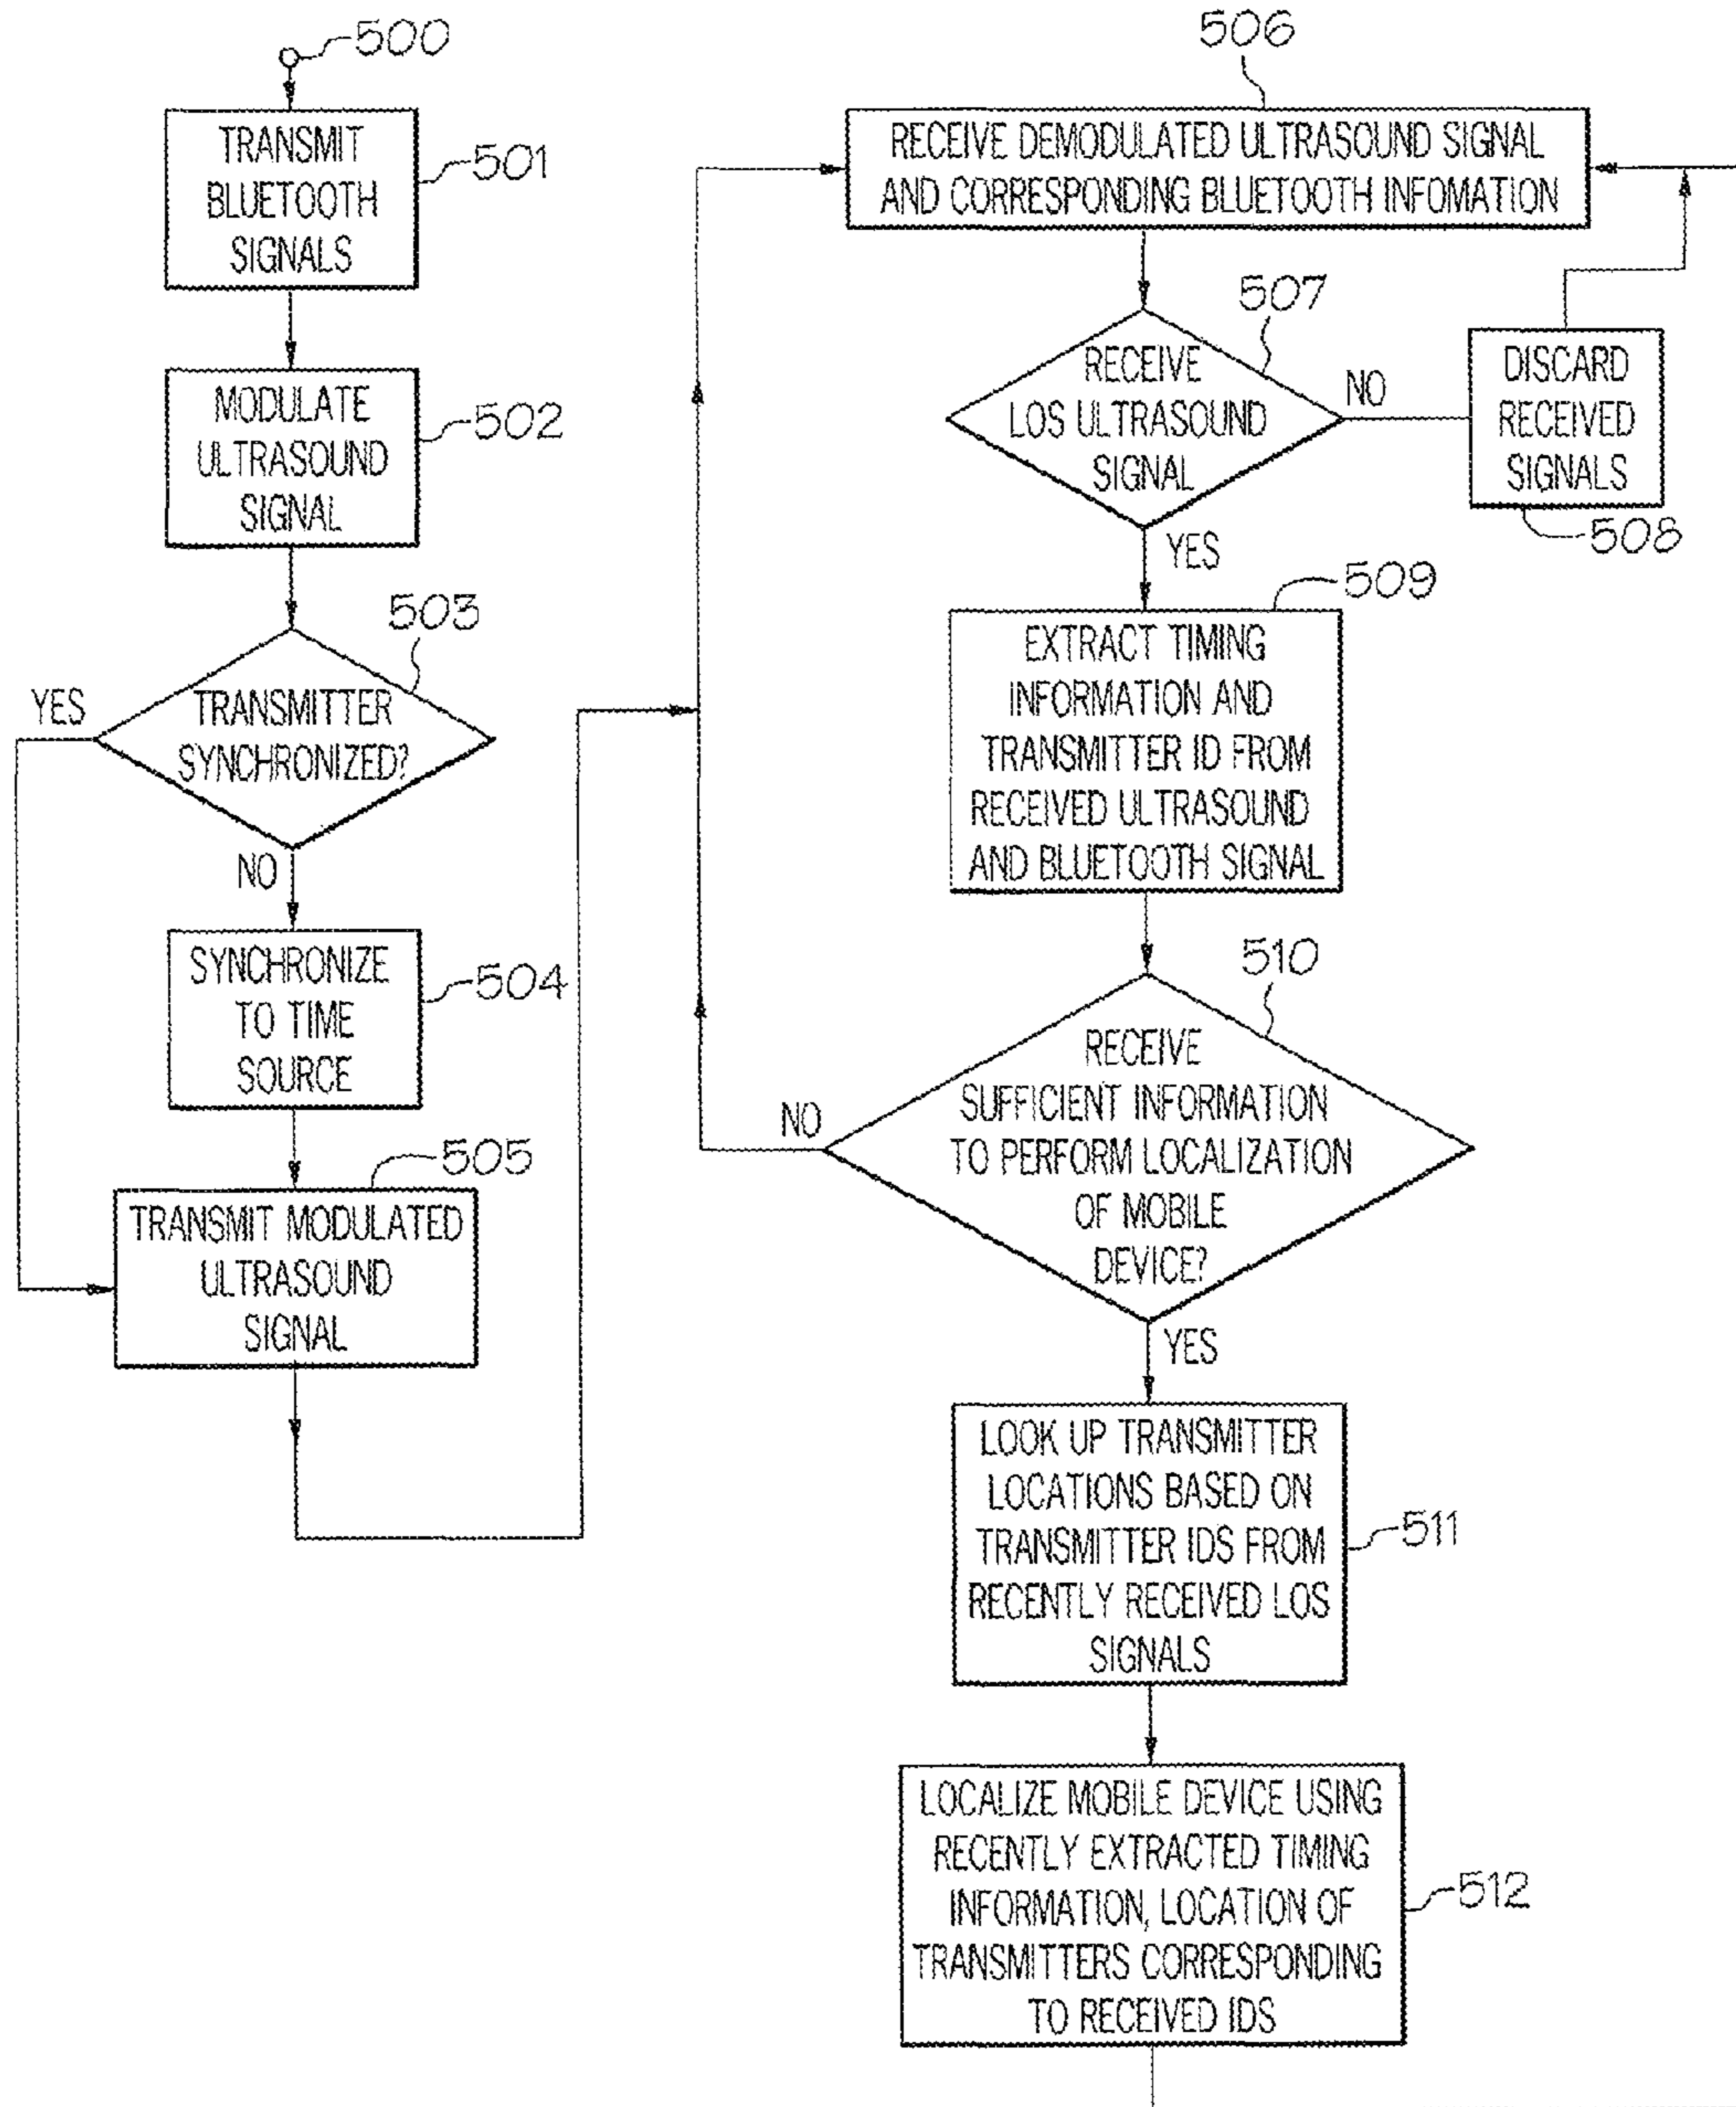 500
TRANSMIT
BLUETOOTH
SIGNALS
501
MODULATE
ULTRASOUND
SIGNAL
502
503
TRANSMITTER
SYNCHRONIZED?
YES
NO
SYNCHRONIZE
TO TIME
SOURCE
504
505
TRANSMIT MODULATED
ULTRASOUND
SIGNAL
506
RECEIVE DEMODULATED ULTRASOUND SIGNAL
AND CORRESPONDING BLUETOOTH INFOMATION
507
RECEIVE
LOS ULTRASOUND
SIGNAL
NO
DISCARD
RECEIVED
SIGNALS
508
YES
509
EXTRACT TIMING
INFORMATION AND
TRANSMITTER ID FROM
RECEIVED ULTRASOUND
AND BLUETOOTH SIGNAL
510
RECEIVE
SUFFICIENT INFORMATION
TO PERFORM LOCALIZATION
OF MOBILE
DEVICE?
NO
YES
LOOK UP TRANSMITTER
LOCATIONS BASED ON
TRANSMITTER IDS FROM
RECENTLY RECEIVED LOS
SIGNALS
511
LOCALIZE MOBILE DEVICE USING
RECENTLY EXTRACTED TIMING
INFORMATION, LOCATION OF
TRANSMITTERS CORRESPONDING
TO RECEIVED IDS
512